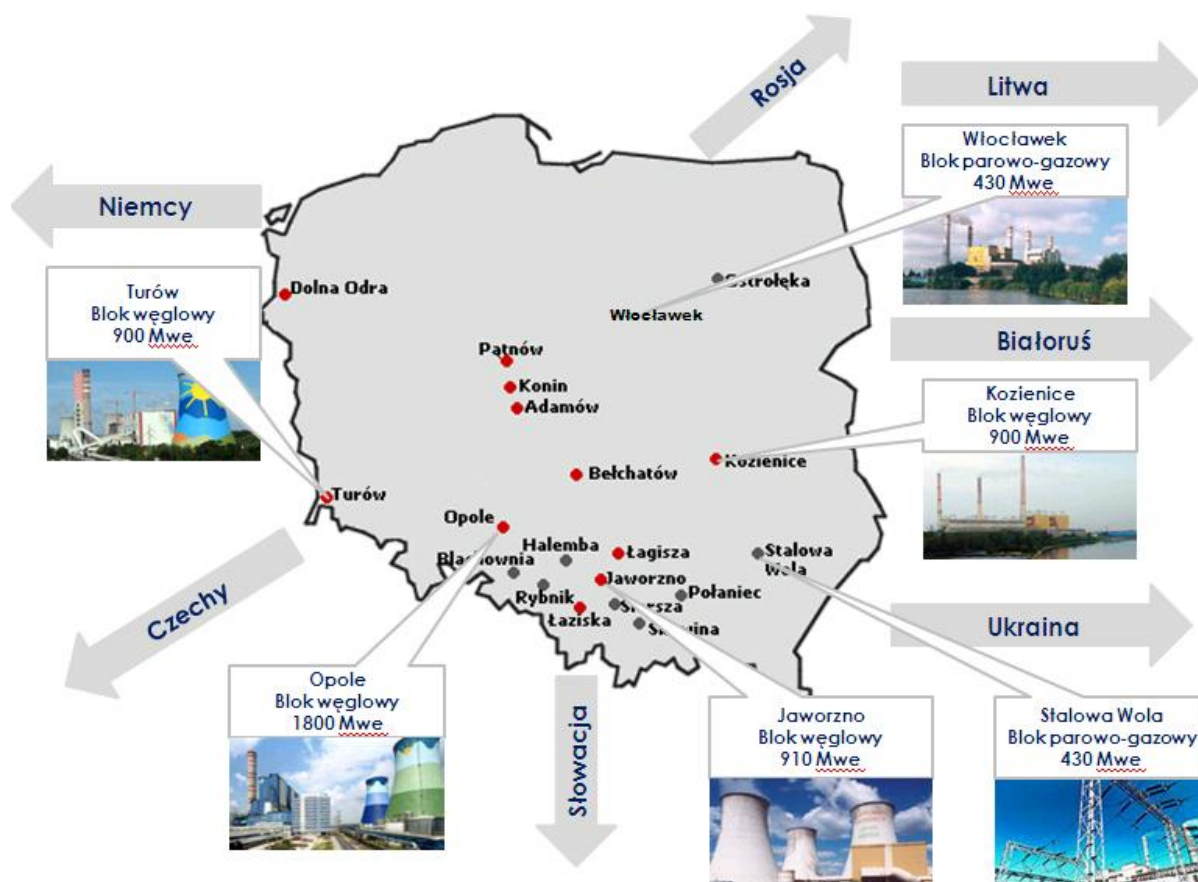 Rosja
Litwa
Włocławek
Blok parowo-gazowy
430 Mwe
Niemcy
Turów
Blok węglowy
900 Mwe
Dolna Odra
Ostrołęka
Włocławek
Białoruś
Pątnów
Konin
Adamów
Kozienice
Blok węglowy
900 Mwe
Bełchatów
Kozienice
Turów
Opole
Halemba
Łagisza
Stalowa
Wola
Blachownia
Jaworzno
Rybnik
Połaniec
Łaziska
Siersza
Skawina
Czechy
Ukraina
Opole
Blok węglowy
1800 Mwe
Słowacja
Jaworzno
Blok węglowy
910 Mwe
Stalowa Wola
Blok parowo-gazowy
430 Mwe